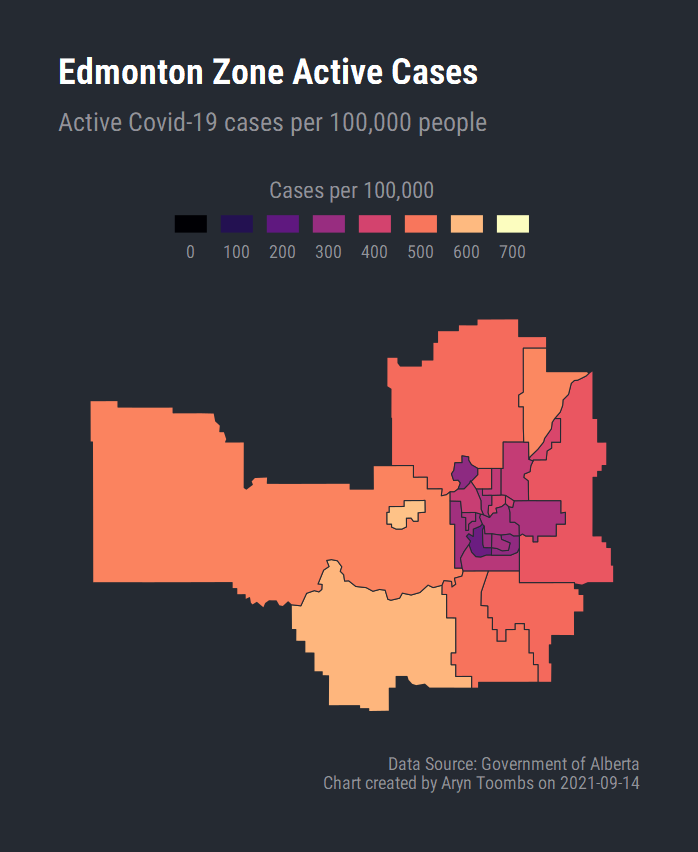 Edmonton Zone Active Cases
Active Covid-19 cases per 100,000 people
Cases per 100,000
0 100 200 300 400 500 600 700
Data Source: Government of Alberta
Chart created by Aryn Toombs on 2021-09-14